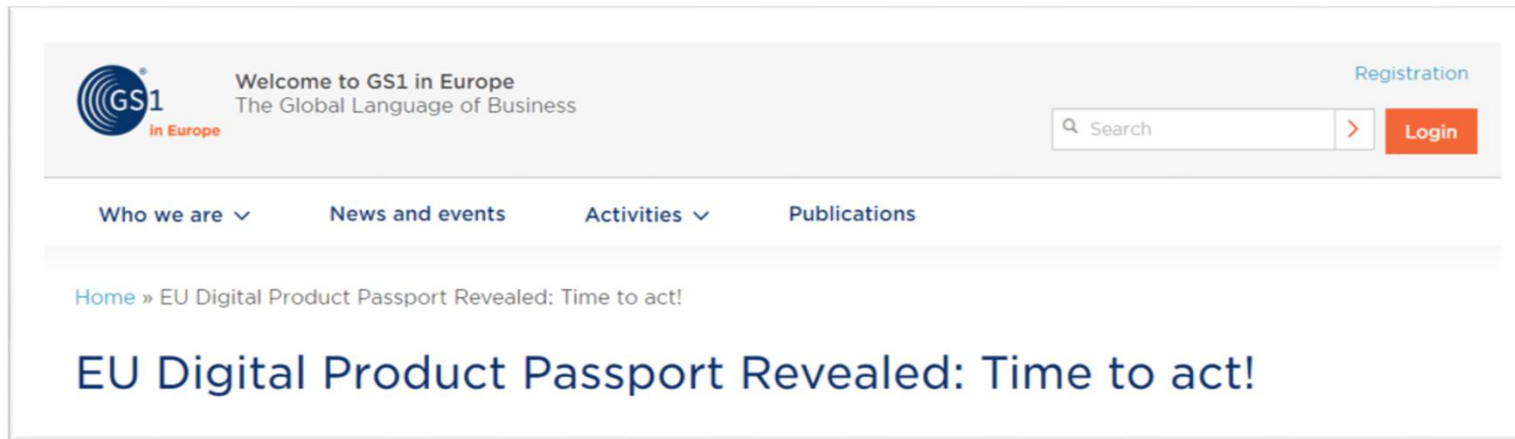 GS1
in Europe
Welcome to GS1 in Europe
The Global Language of Business
Registration
Search
Login
Who we are
News and events
Activities
Publications
Home » EU Digital Product Passport Revealed: Time to act!
EU Digital Product Passport Revealed: Time to act!